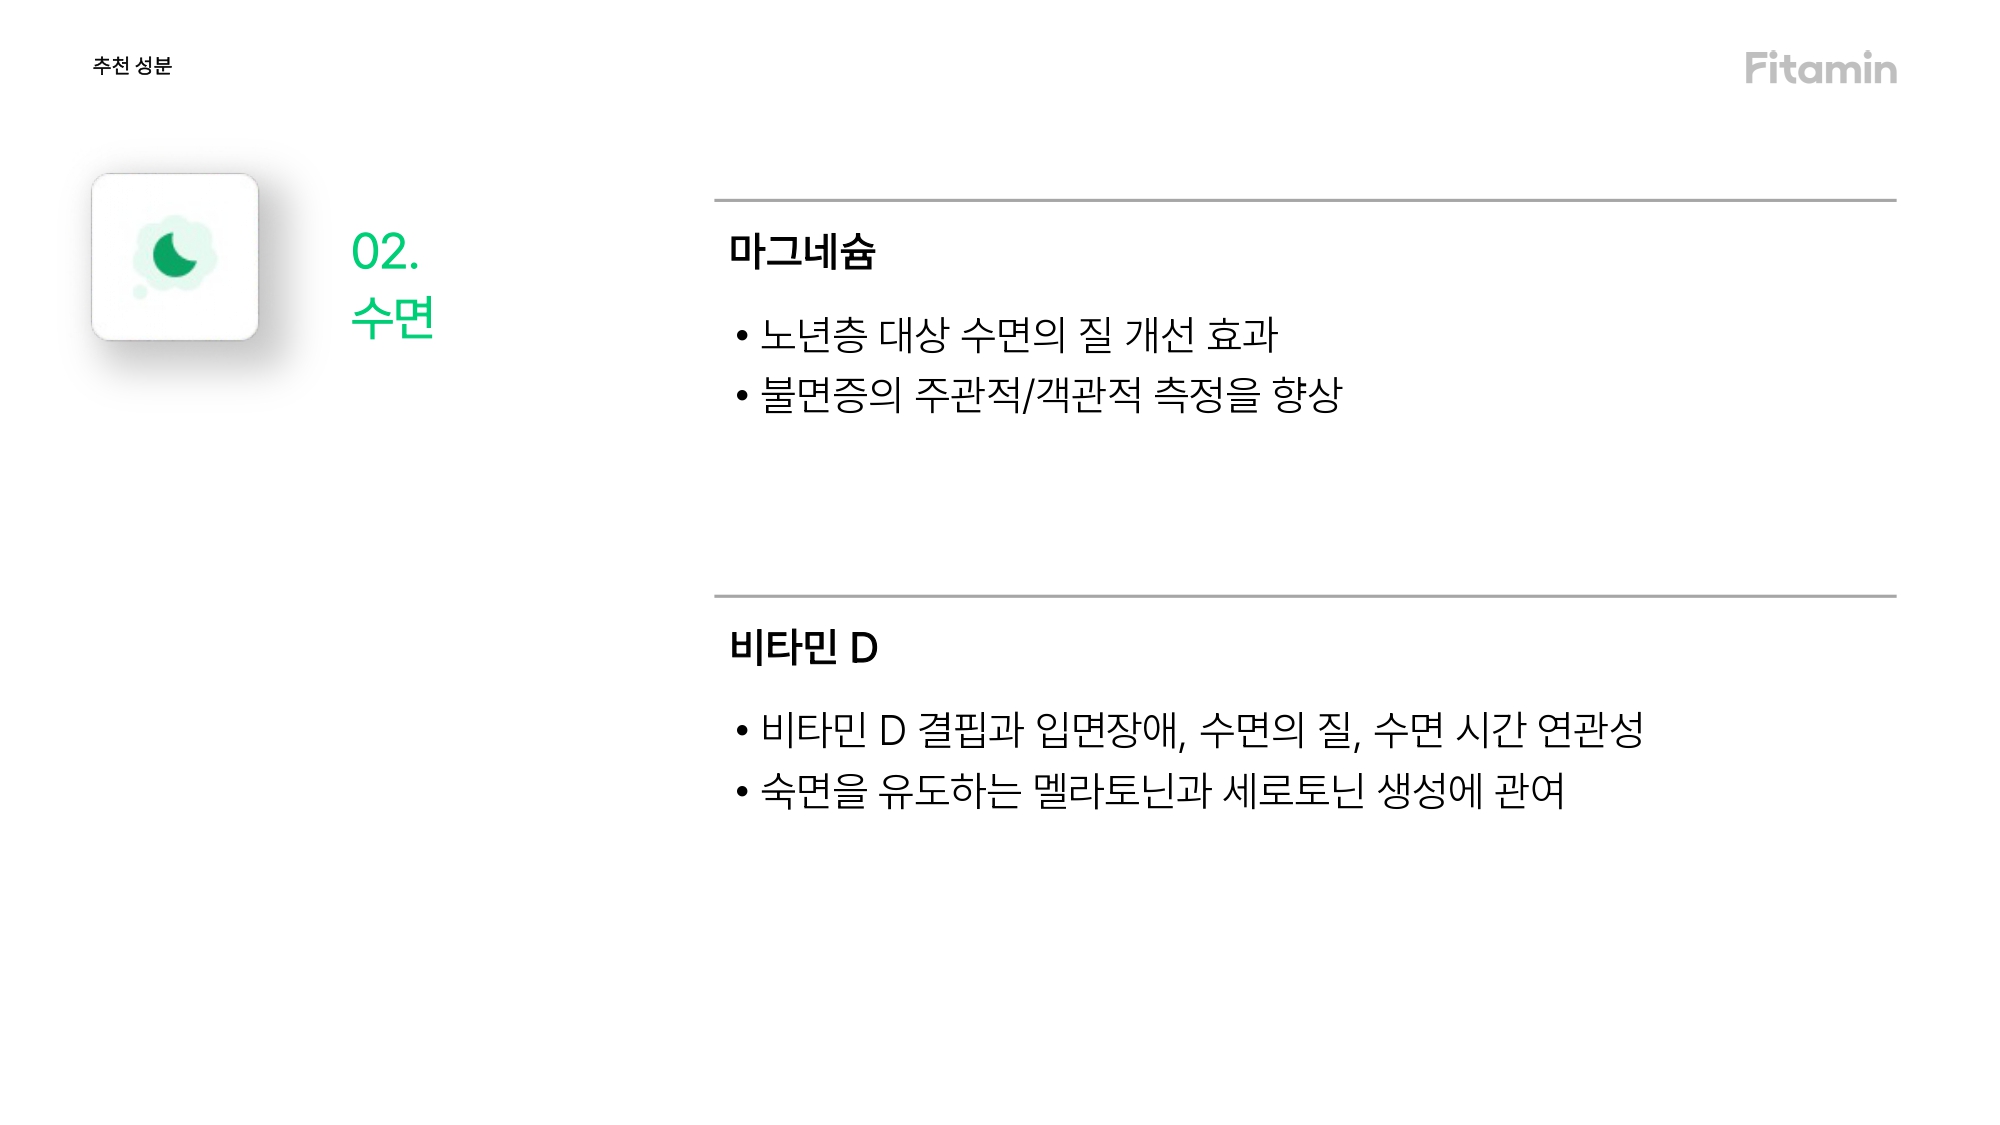 추천 성분
Fitamin
02.
수면
마그네슘
• 노년층 대상 수면의 질 개선 효과
• 불면증의 주관적/객관적 측정을 향상
비타민 D
• 비타민 D 결핍과 입면장애, 수면의 질, 수면 시간 연관성
• 숙면을 유도하는 멜라토닌과 세로토닌 생성에 관여